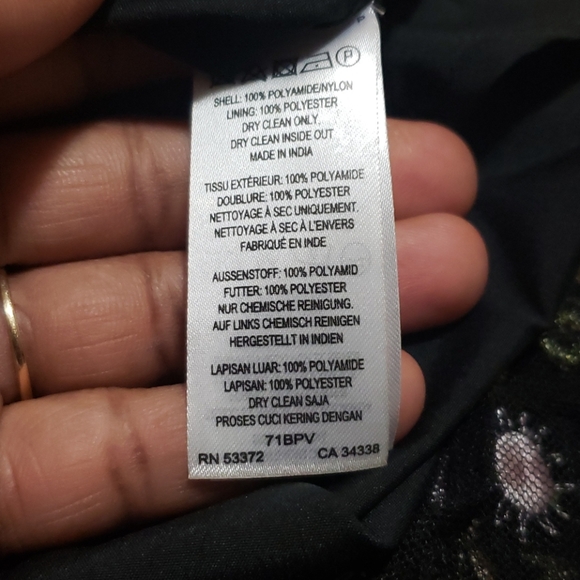 P
SHELL: 100% POLYAMIDE/NYLON
LINING: 100% POLYESTER
DRY CLEAN ONLY,
DRY CLEAN INSIDE OUT
MADE IN INDIA
TISSU EXTÉRIEUR: 100% POLYAMIDE
DOUBLURE: 100% POLYESTER
NETTOYAGE À SEC UNIQUEMENT.
NETTOYAGE À SEC À L'ENVERS
FABRIQUÉ EN INDE
AUSSENSTOFF: 100% POLYAMID
FUTTER: 100% POLYESTER
NUR CHEMISCHE REINIGUNG.
AUF LINKS CHEMISCH REINIGEN
HERGESTELLT IN INDIEN
LAPISAN LUAR: 100% POLYAMIDE
LAPISAN: 100% POLYESTER
DRY CLEAN SAJA
PROSES CUCI KERING DENGAN
71BPV
RN 53372 CA 34338